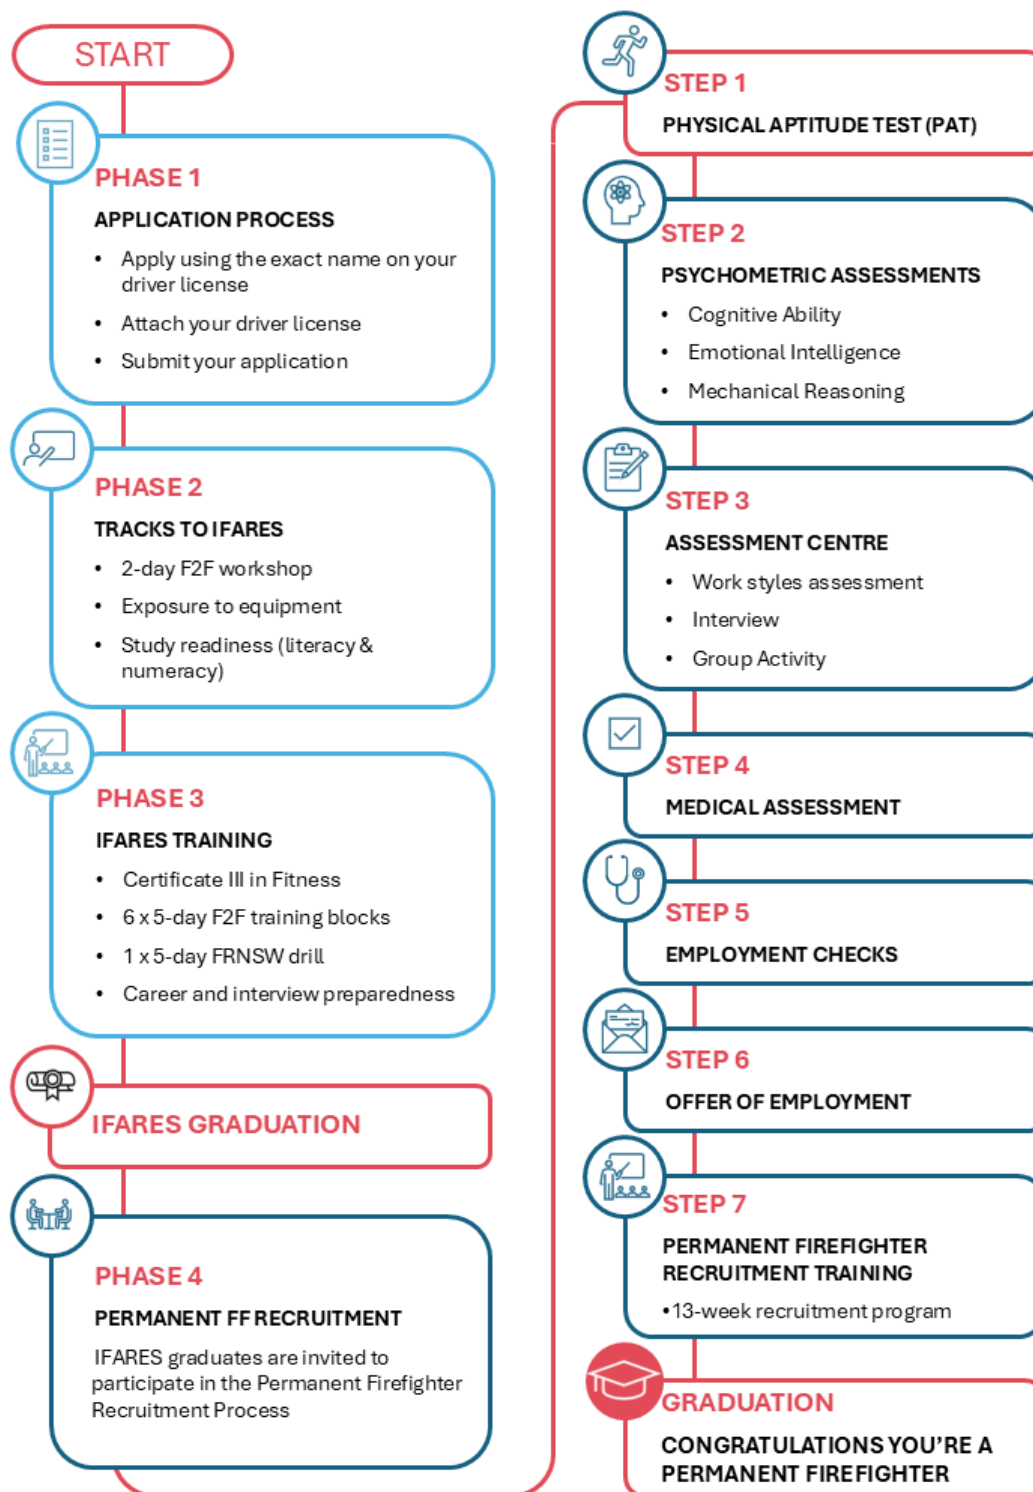 START
PHASE 1
APPLICATION PROCESS
• Apply using the exact name on your
driver license
• Attach your driver license
• Submit your application
PHASE 2
TRACKS TO IFARES
• 2-day F2F workshop
• Exposure to equipment
• Study readiness (literacy &
numeracy)
PHASE 3
IFARES TRAINING
• Certificate III in Fitness
• 6 x 5-day F2F training blocks
• 1 x 5-day FRNSW drill
• Career and interview preparedness
IFARES GRADUATION
PHASE 4
PERMANENT FF RECRUITMENT
IFARES graduates are invited to
participate in the Permanent Firefighter
Recruitment Process
STEP 1
PHYSICAL APTITUDE TEST (PAT)
STEP 2
PSYCHOMETRIC ASSESSMENTS
• Cognitive Ability
• Emotional Intelligence
• Mechanical Reasoning
STEP 3
ASSESSMENT CENTRE
• Work styles assessment
• Interview
• Group Activity
STEP 4
MEDICAL ASSESSMENT
STEP 5
EMPLOYMENT CHECKS
STEP 6
OFFER OF EMPLOYMENT
STEP 7
PERMANENT FIREFIGHTER
RECRUITMENT TRAINING
•13-week recruitment program
GRADUATION
CONGRATULATIONS YOU'RE A
PERMANENT FIREFIGHTER